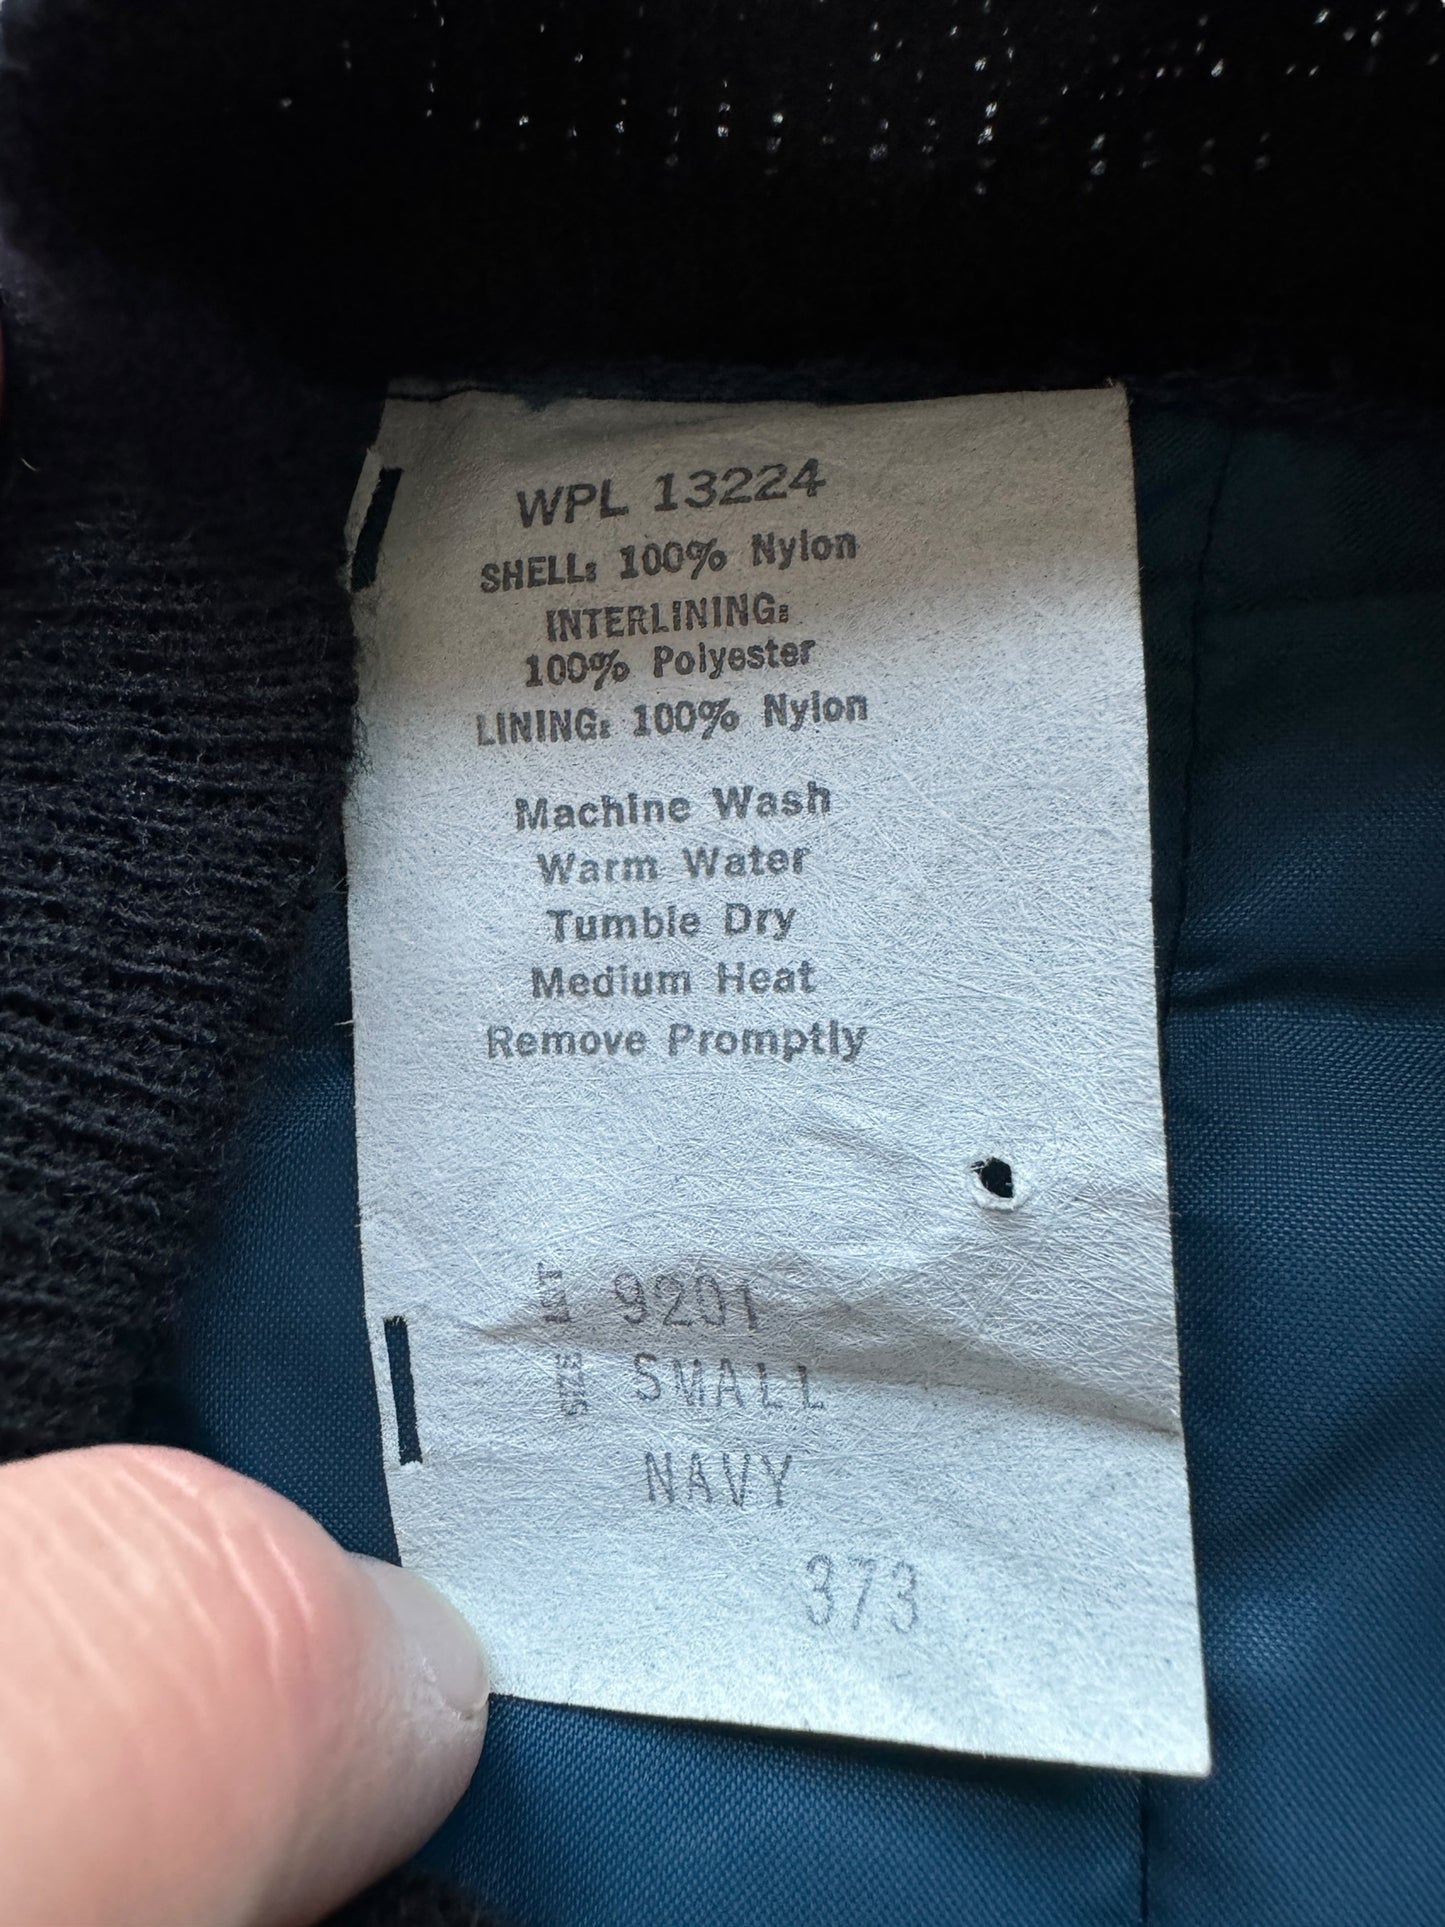 WPL 13224
SHELL: 100% Nylon
INTERLINING:
100% Polyester
LINING: 100% Nylon
Machine Wash
Warm Water
Tumble Dry
Medium Heat
Remove Promptly
LOT 9201
SIZE SMALL
NAVY
373